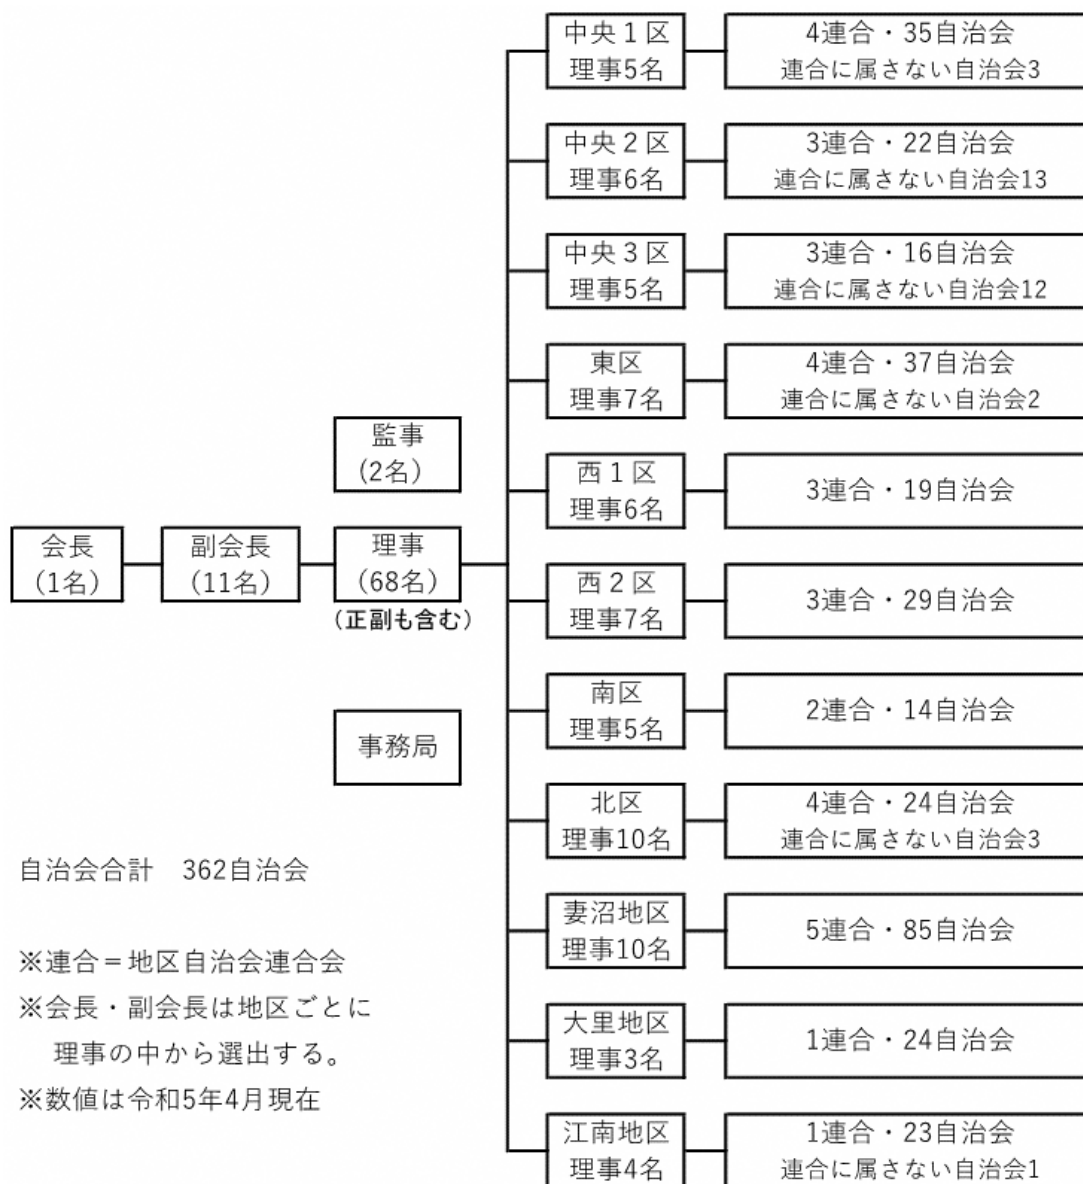 中央１区
理事5名
4連合・35自治会
連合に属さない自治会3
中央２区
理事6名
3連合・22自治会
連合に属さない自治会13
中央３区
理事5名
3連合・16自治会
連合に属さない自治会12
東区
理事7名
4連合・37自治会
連合に属さない自治会2
監事
(2名)
西１区
理事6名
3連合・19自治会
会長
(1名)
副会長
(11名)
理事
(68名)
(正副も含む)
西２区
理事7名
3連合・29自治会
南区
理事5名
2連合・14自治会
事務局
北区
理事10名
4連合・24自治会
連合に属さない自治会3
妻沼地区
理事10名
5連合・85自治会
大里地区
理事3名
1連合・24自治会
江南地区
理事4名
1連合・23自治会
連合に属さない自治会1
自治会合計　362自治会
※連合＝地区自治会連合会
※会長・副会長は地区ごとに
理事の中から選出する。
※数値は令和5年4月現在